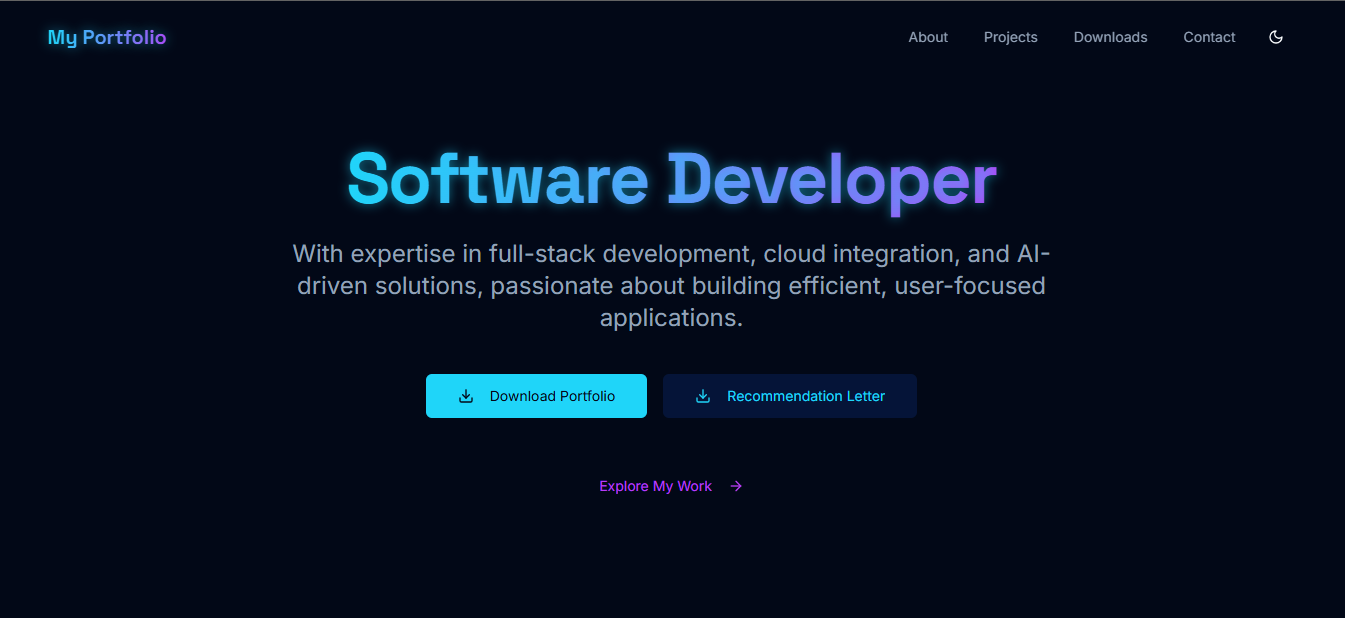 My Portfolio
About
Projects
Downloads
Contact
Software Developer
With expertise in full-stack development, cloud integration, and AI-
driven solutions, passionate about building efficient, user-focused
applications.
Download Portfolio
Recommendation Letter
Explore My Work